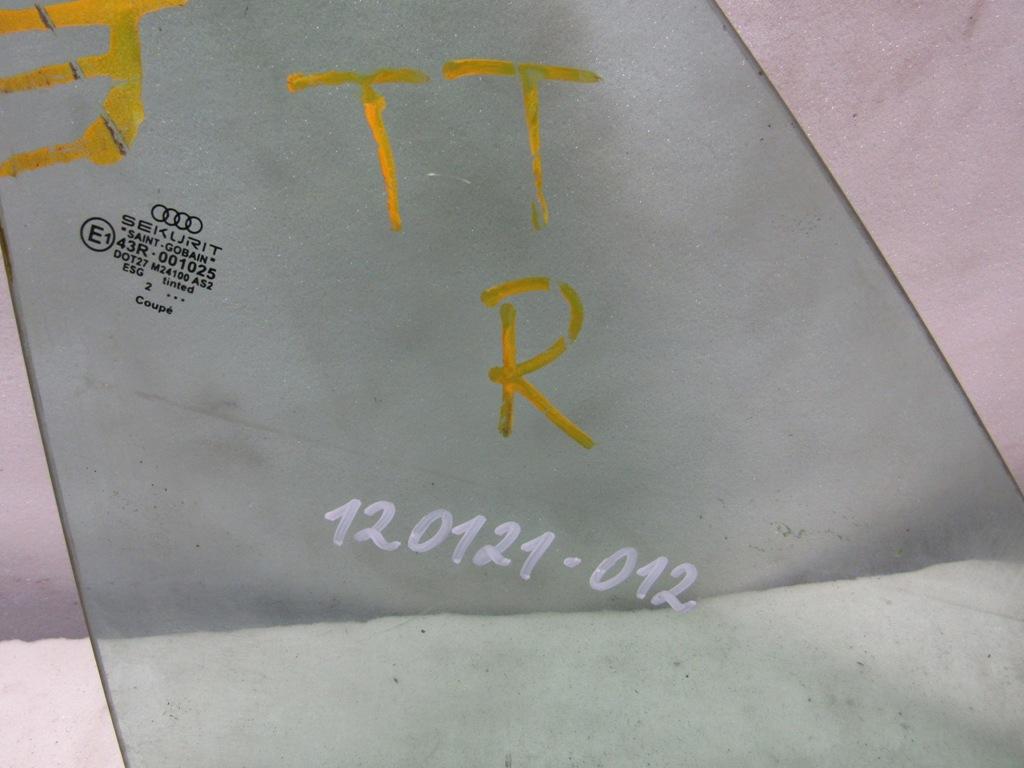 TT
SEKURIT
"SAINT-GOBAIN"
E1 43R-001025
DOT27 M24100 AS2
ESG tinted
2 ...
Coupé
R
120121-012